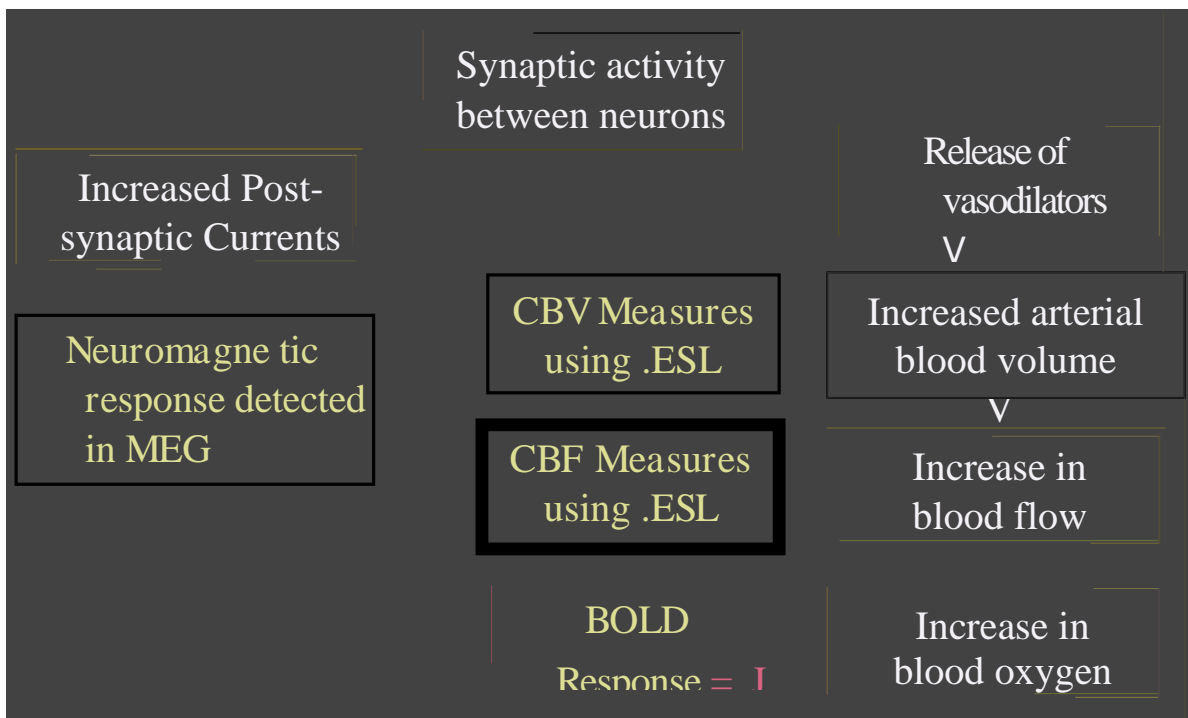 Synaptic activity
between neurons
Increased Post-
synaptic Currents
Neuromagne tic
response detected
in MEG
CBV Measures
using .ESL
CBF Measures
using .ESL
BOLD
Response = J
Release of
vasodilators
V
Increased arterial
blood volume
V
Increase in
blood flow
Increase in
blood oxygen